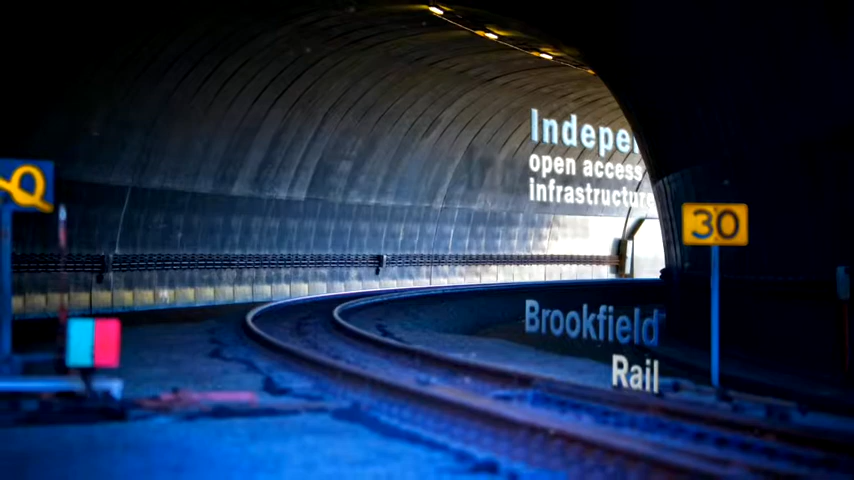 Indepe
open access
infrastructure
30
Brookfield
Rail